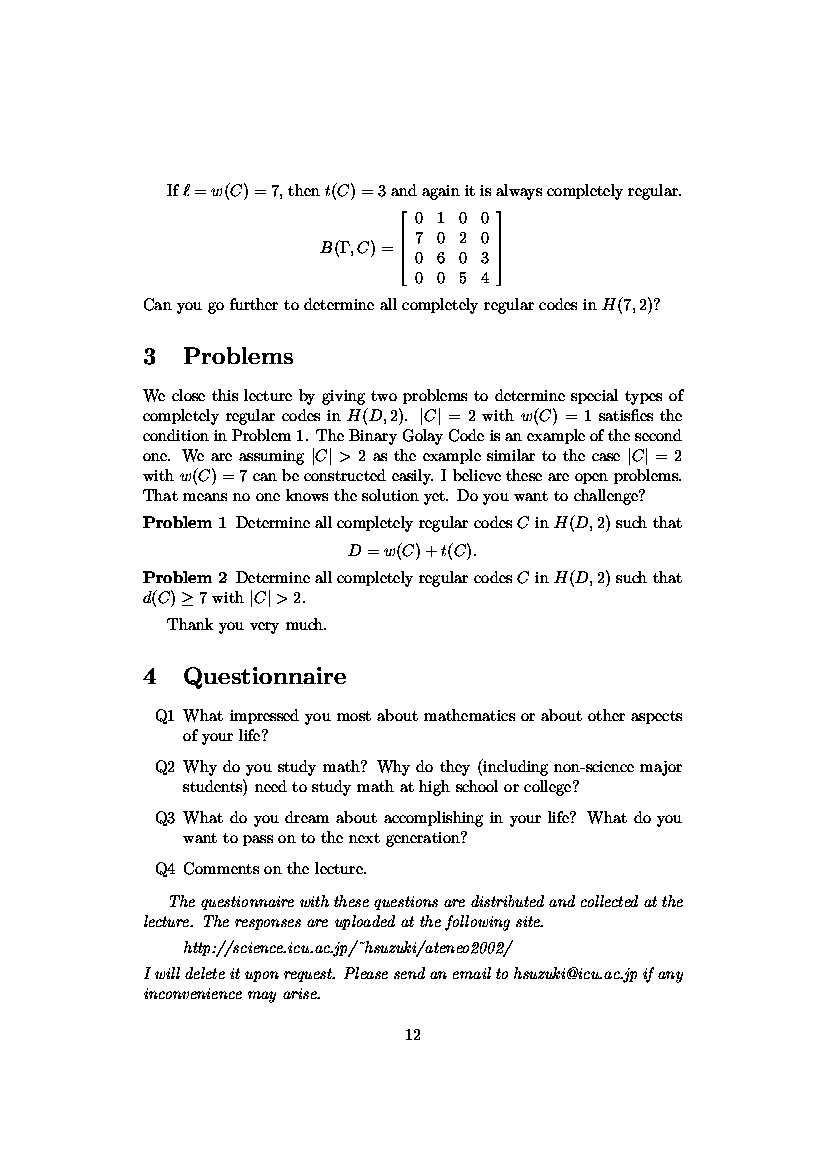 If ℓ = w(C) = 7, then t(C) = 3 and again it is always completely regular.
B(Γ, C) =
0 1 0 0
7 0 2 0
0 6 0 3
0 0 5 4
Can you go further to determine all completely regular codes in H(7, 2)?
3 Problems
We close this lecture by giving two problems to determine special types of
completely regular codes in H(D, 2). |C| = 2 with w(C) = 1 satisfies the
condition in Problem 1. The Binary Golay Code is an example of the second
one. We are assuming |C| > 2 as the example similar to the case |C| = 2
with w(C) = 7 can be constructed easily. I believe these are open problems.
That means no one knows the solution yet. Do you want to challenge?
Problem 1 Determine all completely regular codes C in H(D, 2) such that
D = w(C) + t(C).
Problem 2 Determine all completely regular codes C in H(D, 2) such that
d(C) ≥ 7 with |C| > 2.
Thank you very much.
4 Questionnaire
Q1 What impressed you most about mathematics or about other aspects
of your life?
Q2 Why do you study math? Why do they (including non-science major
students) need to study math at high school or college?
Q3 What do you dream about accomplishing in your life? What do you
want to pass on to the next generation?
Q4 Comments on the lecture.
The questionnaire with these questions are distributed and collected at the
lecture. The responses are uploaded at the following site.
http://science.icu.ac.jp/~hsuzuki/ateneo2002/
I will delete it upon request. Please send an email to hsuzuki@icu.ac.jp if any
inconvenience may arise.
12